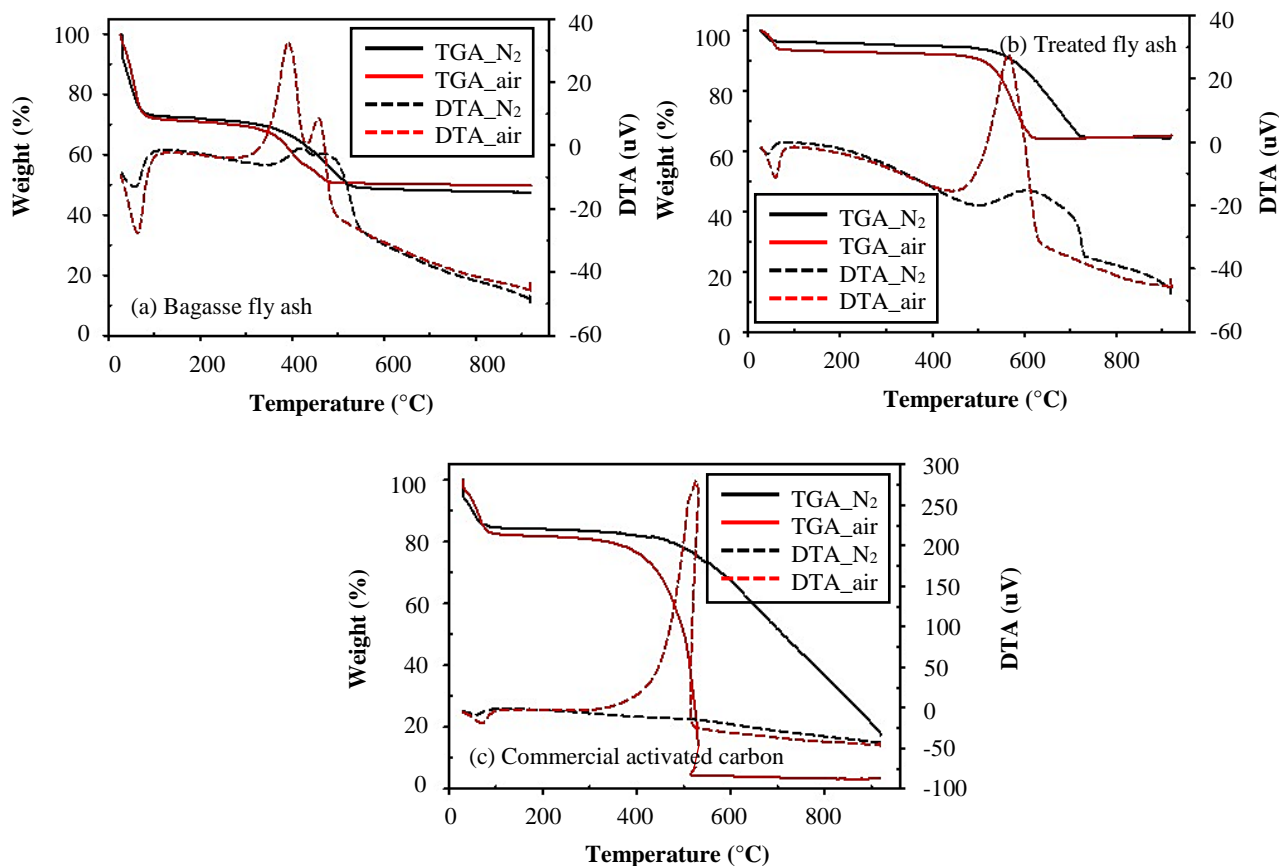 100
80
60
40
20
0
Weight (%)
40
20
0
-20
-40
-60
DTA (uV)
TGA_N₂
TGA_air
DTA_N₂
DTA_air
(a) Bagasse fly ash
0
200
400
600
800
Temperature (°C)
100
80
60
40
20
0
Weight (%)
40
20
0
-20
-40
-60
DTA (uV)
(b) Treated fly ash
TGA_N₂
TGA_air
DTA_N₂
DTA_air
0
200
400
600
800
Temperature (°C)
100
80
60
40
20
0
Weight (%)
300
250
200
150
100
50
0
-50
-100
DTA (uV)
TGA_N₂
TGA_air
DTA_N₂
DTA_air
(c) Commercial activated carbon
0
200
400
600
800
Temperature (°C)